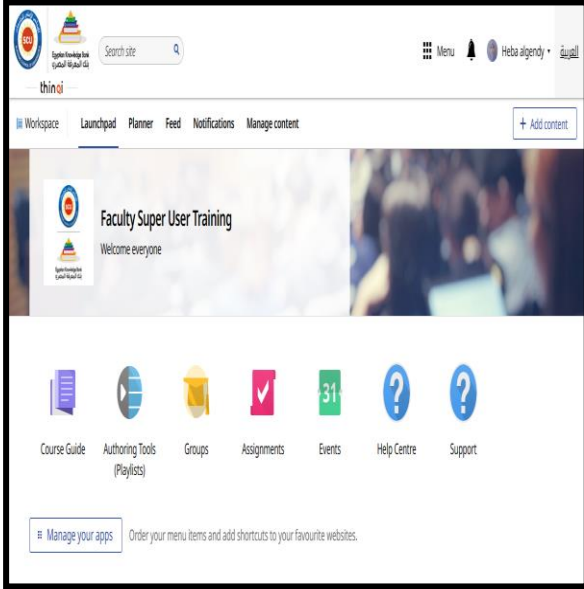 SCU
Egyptian Knowledge Bank
بنك المعرفة المصري
Search site
Menu
Heba algendy
العربية
thinqi
Workspace
Launchpad
Planner
Feed
Notifications
Manage content
+ Add content
SCU
Egyptian Knowledge Bank
بنك المعرفة المصري
Faculty Super User Training
Welcome everyone
31
?
?
Course Guide
Authoring Tools
(Playlists)
Groups
Assignments
Events
Help Centre
Support
Manage your apps
Order your menu items and add shortcuts to your favourite websites.